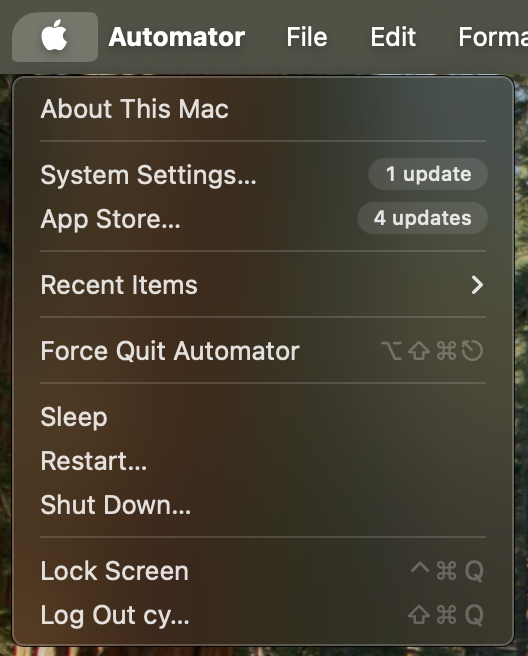 Automator File Edit
About This Mac
System Settings... 1 update
App Store... 4 updates
Recent Items
Force Quit Automator ⌥⇧⌘⎋
Sleep
Restart...
Shut Down...
Lock Screen ^⌘Q
Log Out cy... ⇧⌘Q